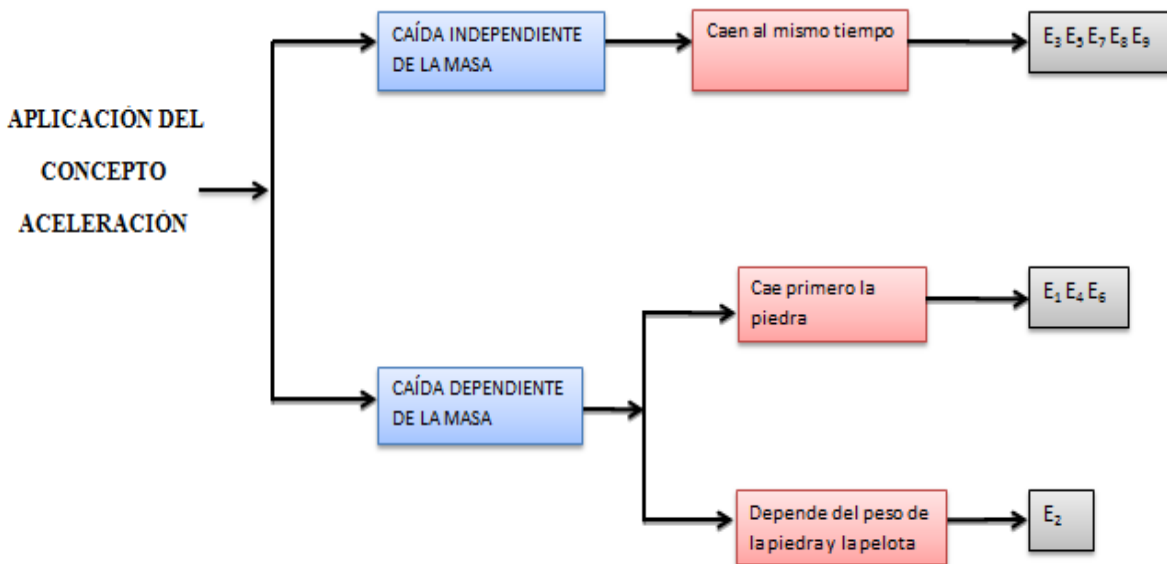 APLICACIÓN DEL
CONCEPTO
ACELERACIÓN
CAÍDA INDEPENDIENTE
DE LA MASA
Caen al mismo tiempo
E₃ E₅ E₇ E₈ E₉
CAÍDA DEPENDIENTE
DE LA MASA
Cae primero la
piedra
E₁ E₄ E₆
Depende del peso de
la piedra y la pelota
E₂